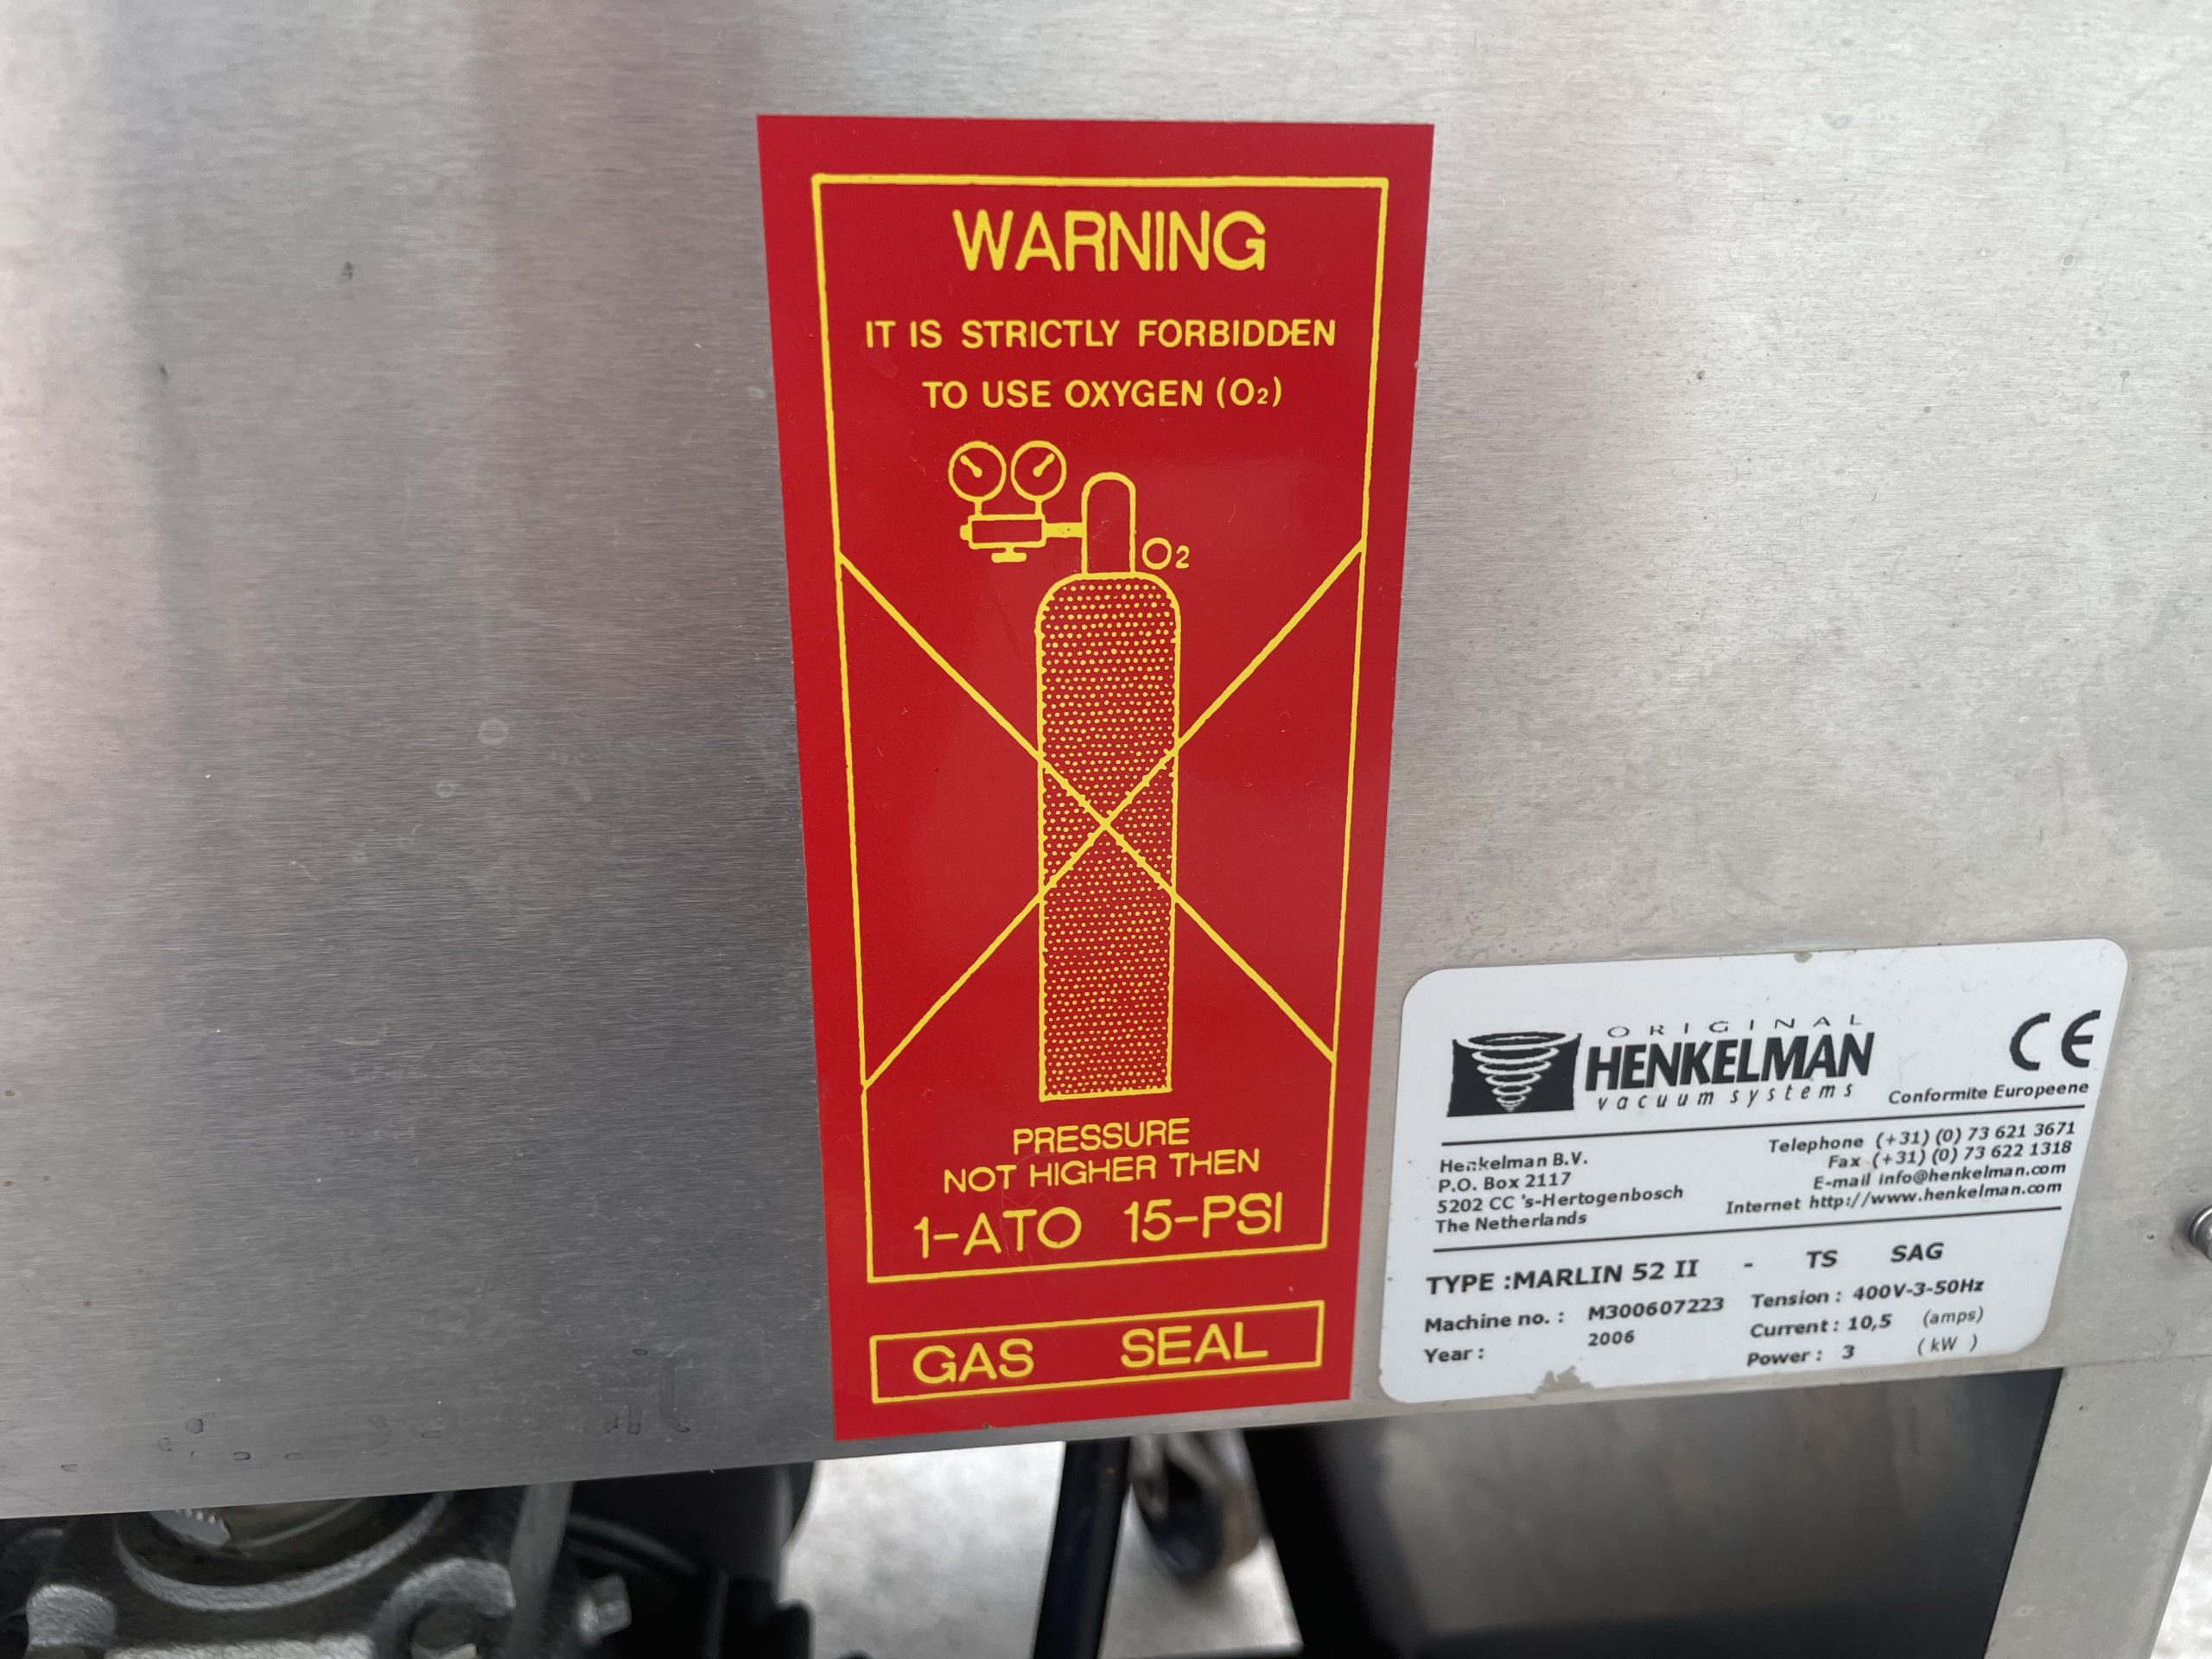 WARNING
IT IS STRICTLY FORBIDDEN
TO USE OXYGEN (O2)
O2
PRESSURE
NOT HIGHER THEN
1-ATO 15-PSI
GAS SEAL
ORIGINAL
HENKELMAN
vacuum systems
CE
Conformite Europeene
Henkelman B.V.
P.O. Box 2117
5202 CC 's-Hertogenbosch
The Netherlands
Telephone (+31) (0) 73 621 3671
Fax (+31) (0) 73 622 1318
E-mail info@henkelman.com
Internet http://www.henkelman.com
TYPE :MARLIN 52 II - TS SAG
Machine no. : M300607223
Year : 2006
Tension : 400V-3-50Hz
Current : 10,5 (amps)
Power : 3 (kW )